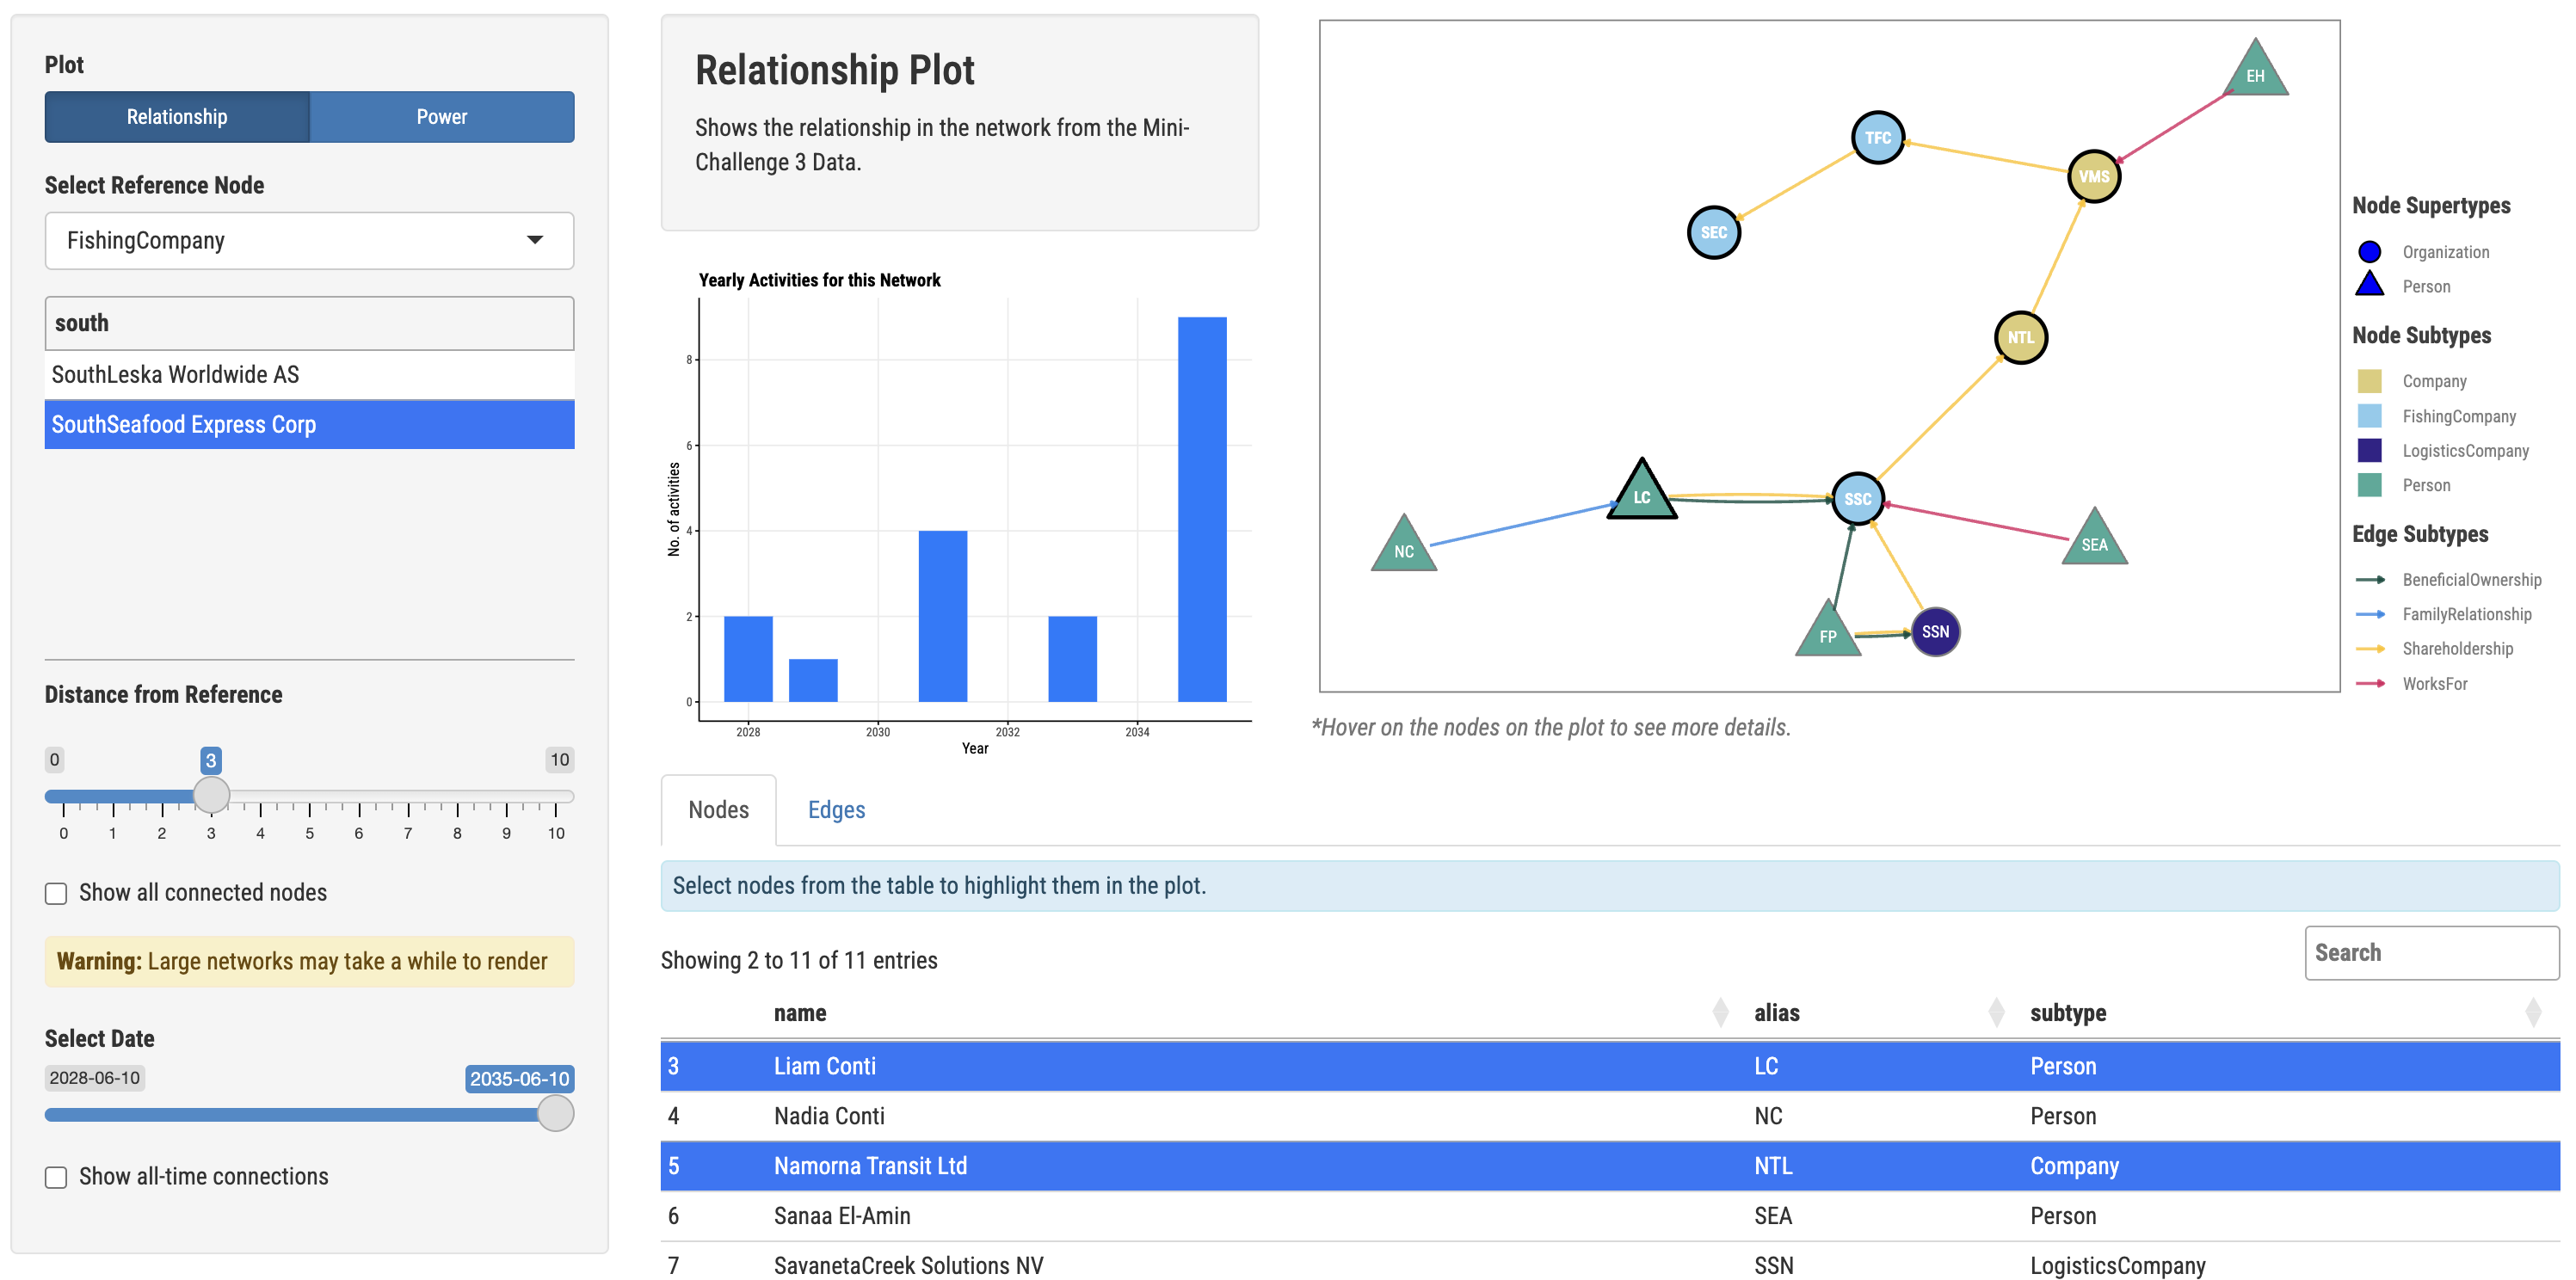 Plot
Relationship
Power
Select Reference Node
FishingCompany
south
SouthLeska Worldwide AS
SouthSeafood Express Corp
Distance from Reference
0
3
10
0 1 2 3 4 5 6 7 8 9 10
Show all connected nodes
Warning: Large networks may take a while to render
Select Date
2028-06-10
2035-06-10
Show all-time connections
Relationship Plot
Shows the relationship in the network from the Mini-
Challenge 3 Data.
Yearly Activities for this Network
No. of activities
8
6
4
2
0
2028 2030 2032 2034
Year
EH
TFC
VMS
SEC
NTL
LC
SSC
NC
SEA
FP
SSN
Node Supertypes
Organization
Person
Node Subtypes
Company
FishingCompany
LogisticsCompany
Person
Edge Subtypes
BeneficialOwnership
FamilyRelationship
Shareholdership
WorksFor
*Hover on the nodes on the plot to see more details.
Nodes
Edges
Select nodes from the table to highlight them in the plot.
Showing 2 to 11 of 11 entries
Search
name alias subtype
3 Liam Conti LC Person
4 Nadia Conti NC Person
5 Namorna Transit Ltd NTL Company
6 Sanaa El-Amin SEA Person
7 SavanetaCreek Solutions NV SSN LogisticsCompany